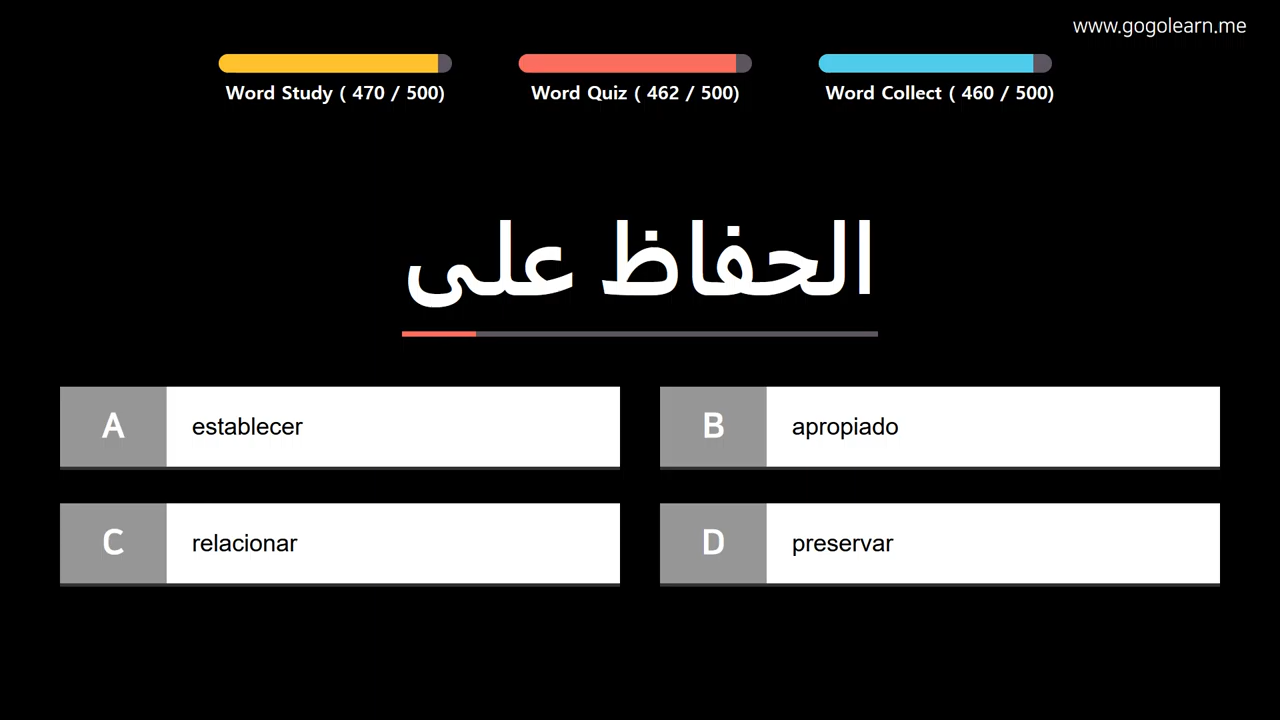 www.gogolearn.me
Word Study ( 470 / 500)
Word Quiz ( 462 / 500)
Word Collect ( 460 / 500)
الحفاظ على
A establecer
B apropiado
C relacionar
D preservar